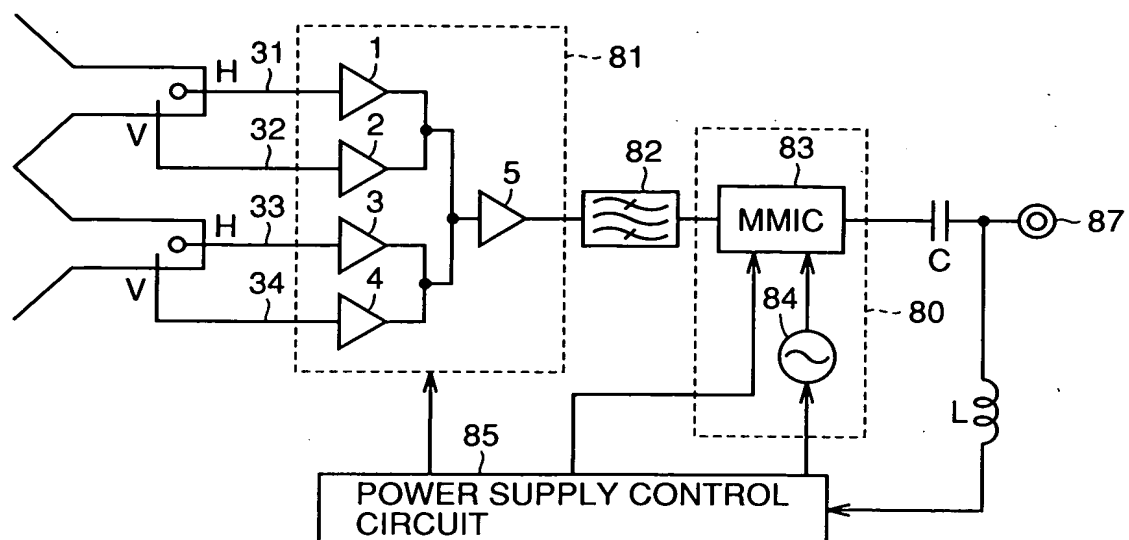 H 31 1 81
V 32 2
5 82 83
MMIC
H 33 3
C 87
V 34 4
84 80
L
85
POWER SUPPLY CONTROL
CIRCUIT